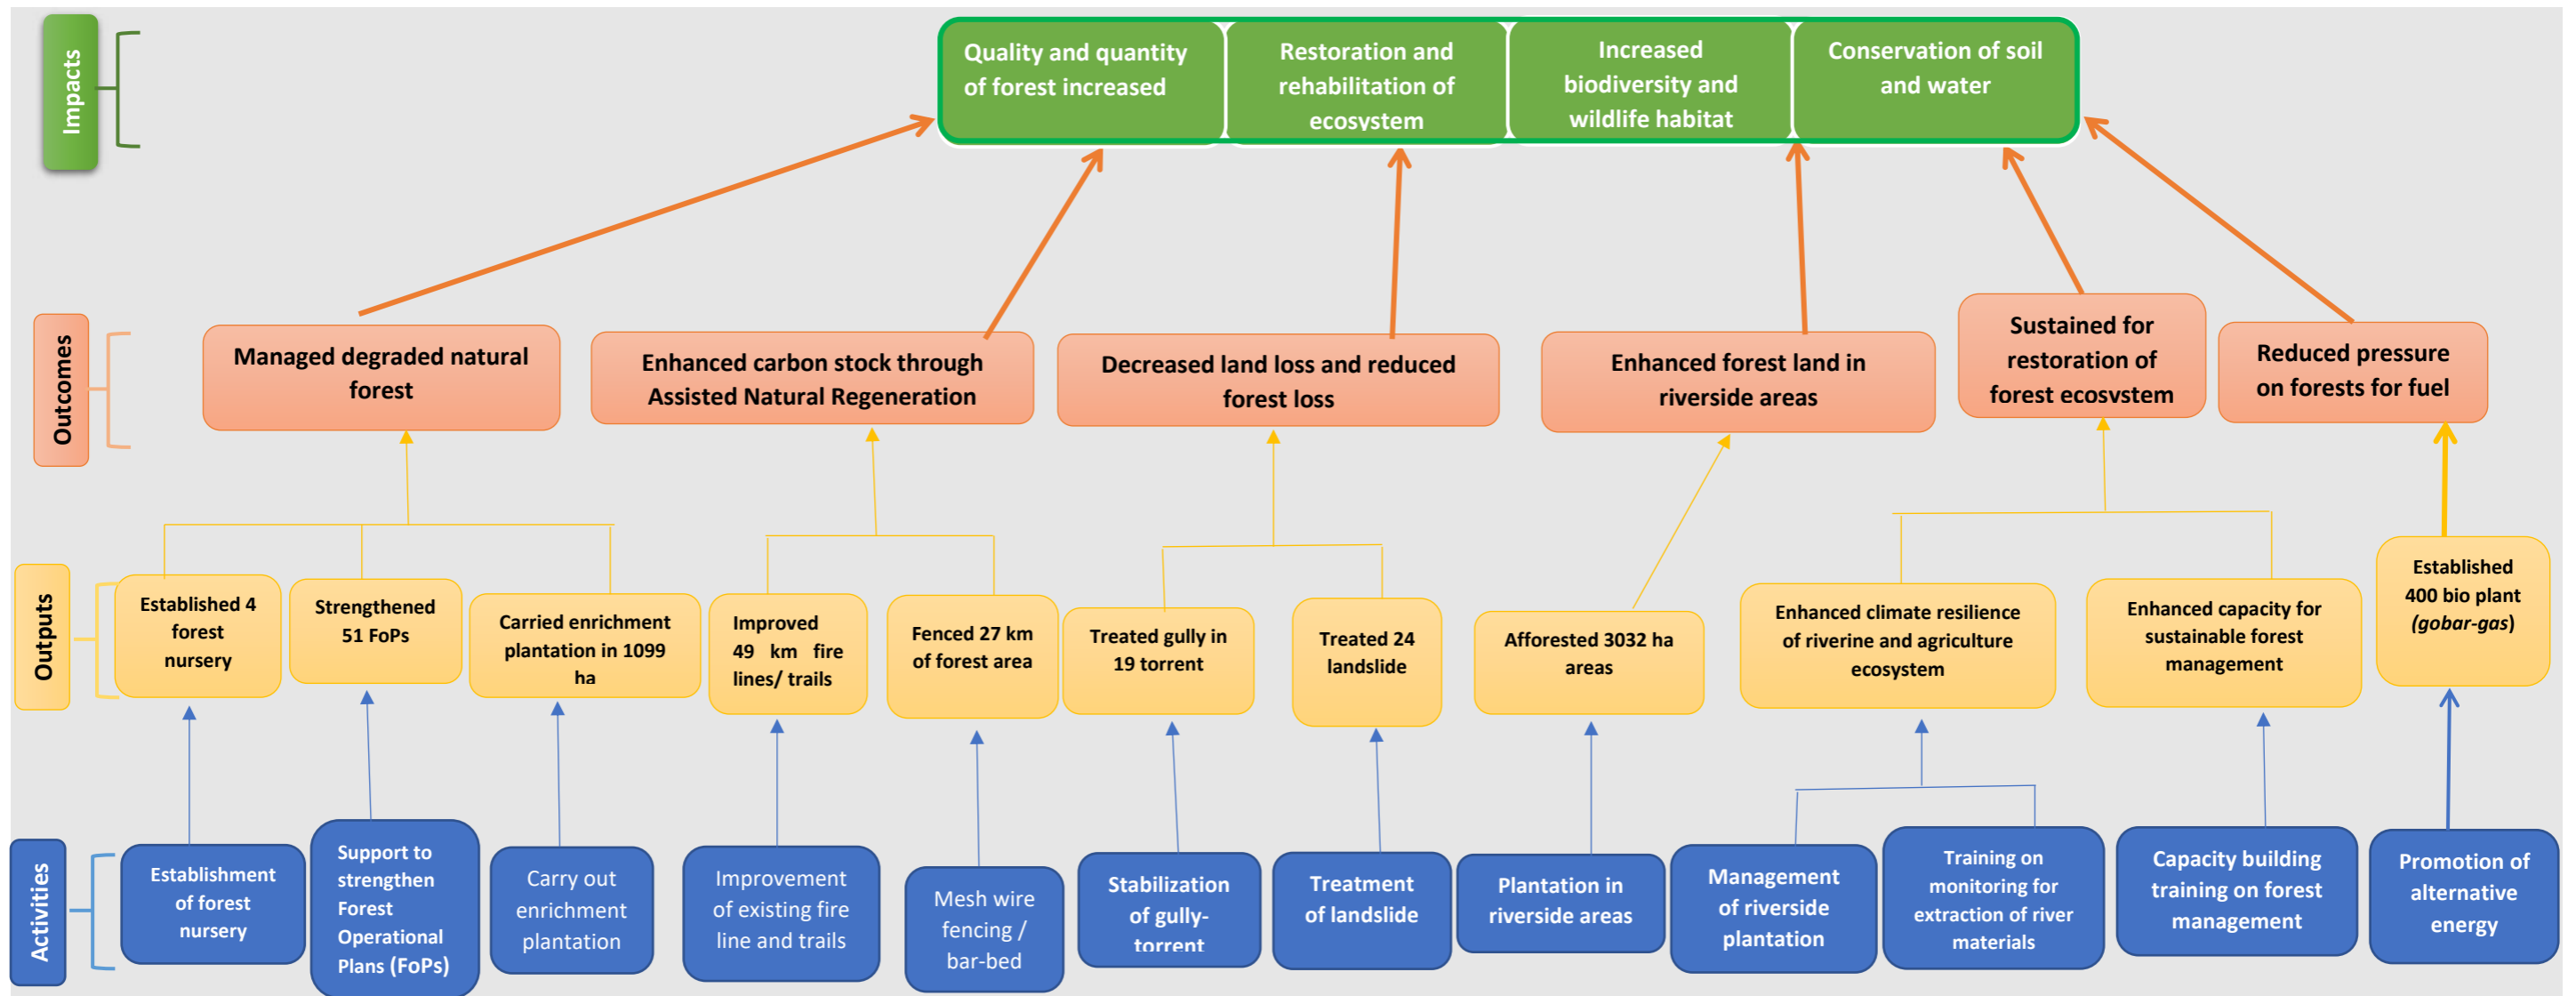 Impacts
Quality and quantity
of forest increased
Restoration and
rehabilitation of
ecosystem
Increased
biodiversity and
wildlife habitat
Conservation of soil
and water
Outcomes
Managed degraded natural
forest
Enhanced carbon stock through
Assisted Natural Regeneration
Decreased land loss and reduced
forest loss
Enhanced forest land in
riverside areas
Sustained for
restoration of
forest ecosystem
Reduced pressure
on forests for fuel
Outputs
Established 4
forest
nursery
Strengthened
51 FoPs
Carried enrichment
plantation in 1099
ha
Improved
49 km fire
lines/ trails
Fenced 27 km
of forest area
Treated gully in
19 torrent
Treated 24
landslide
Afforested 3032 ha
areas
Enhanced climate resilience
of riverine and agriculture
ecosystem
Enhanced capacity for
sustainable forest
management
Established
400 bio plant
(gobar-gas)
Activities
Establishment
of forest
nursery
Support to
strengthen
Forest
Operational
Plans (FoPs)
Carry out
enrichment
plantation
Improvement
of existing fire
line and trails
Mesh wire
fencing /
bar-bed
Stabilization
of gully-
torrent
Treatment
of landslide
Plantation in
riverside areas
Management
of riverside
plantation
Training on
monitoring for
extraction of river
materials
Capacity building
training on forest
management
Promotion of
alternative
energy